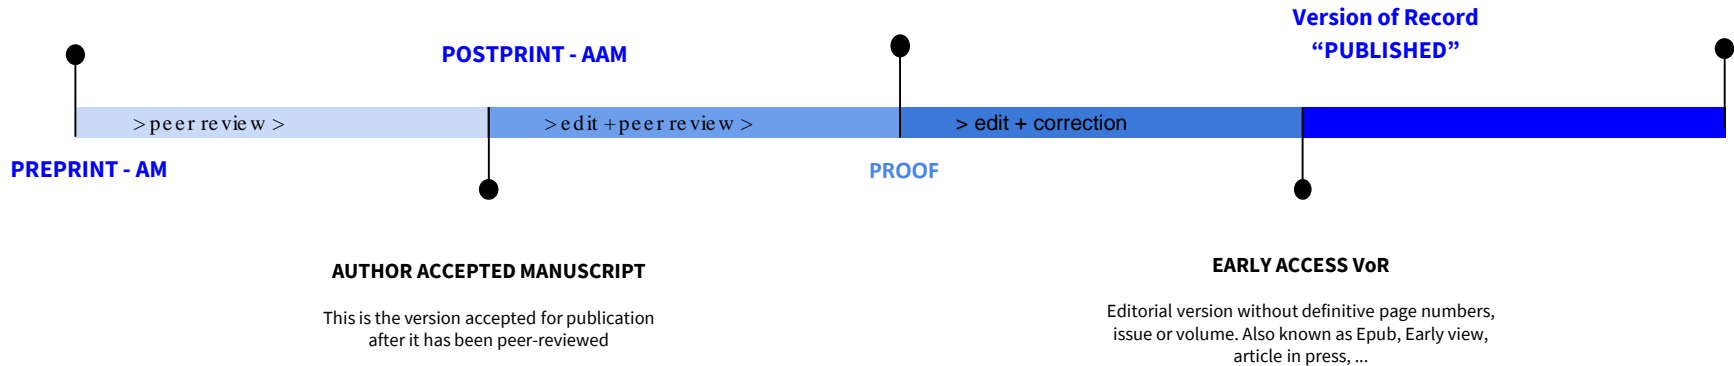 Version of Record
“PUBLISHED”
POSTPRINT - AAM
>peer review >
>edit +peer review >
> edit + correction
PREPRINT - AM
PROOF
AUTHOR ACCEPTED MANUSCRIPT
This is the version accepted for publication
after it has been peer-reviewed
EARLY ACCESS VoR
Editorial version without definitive page numbers,
issue or volume. Also known as Epub, Early view,
article in press, ...